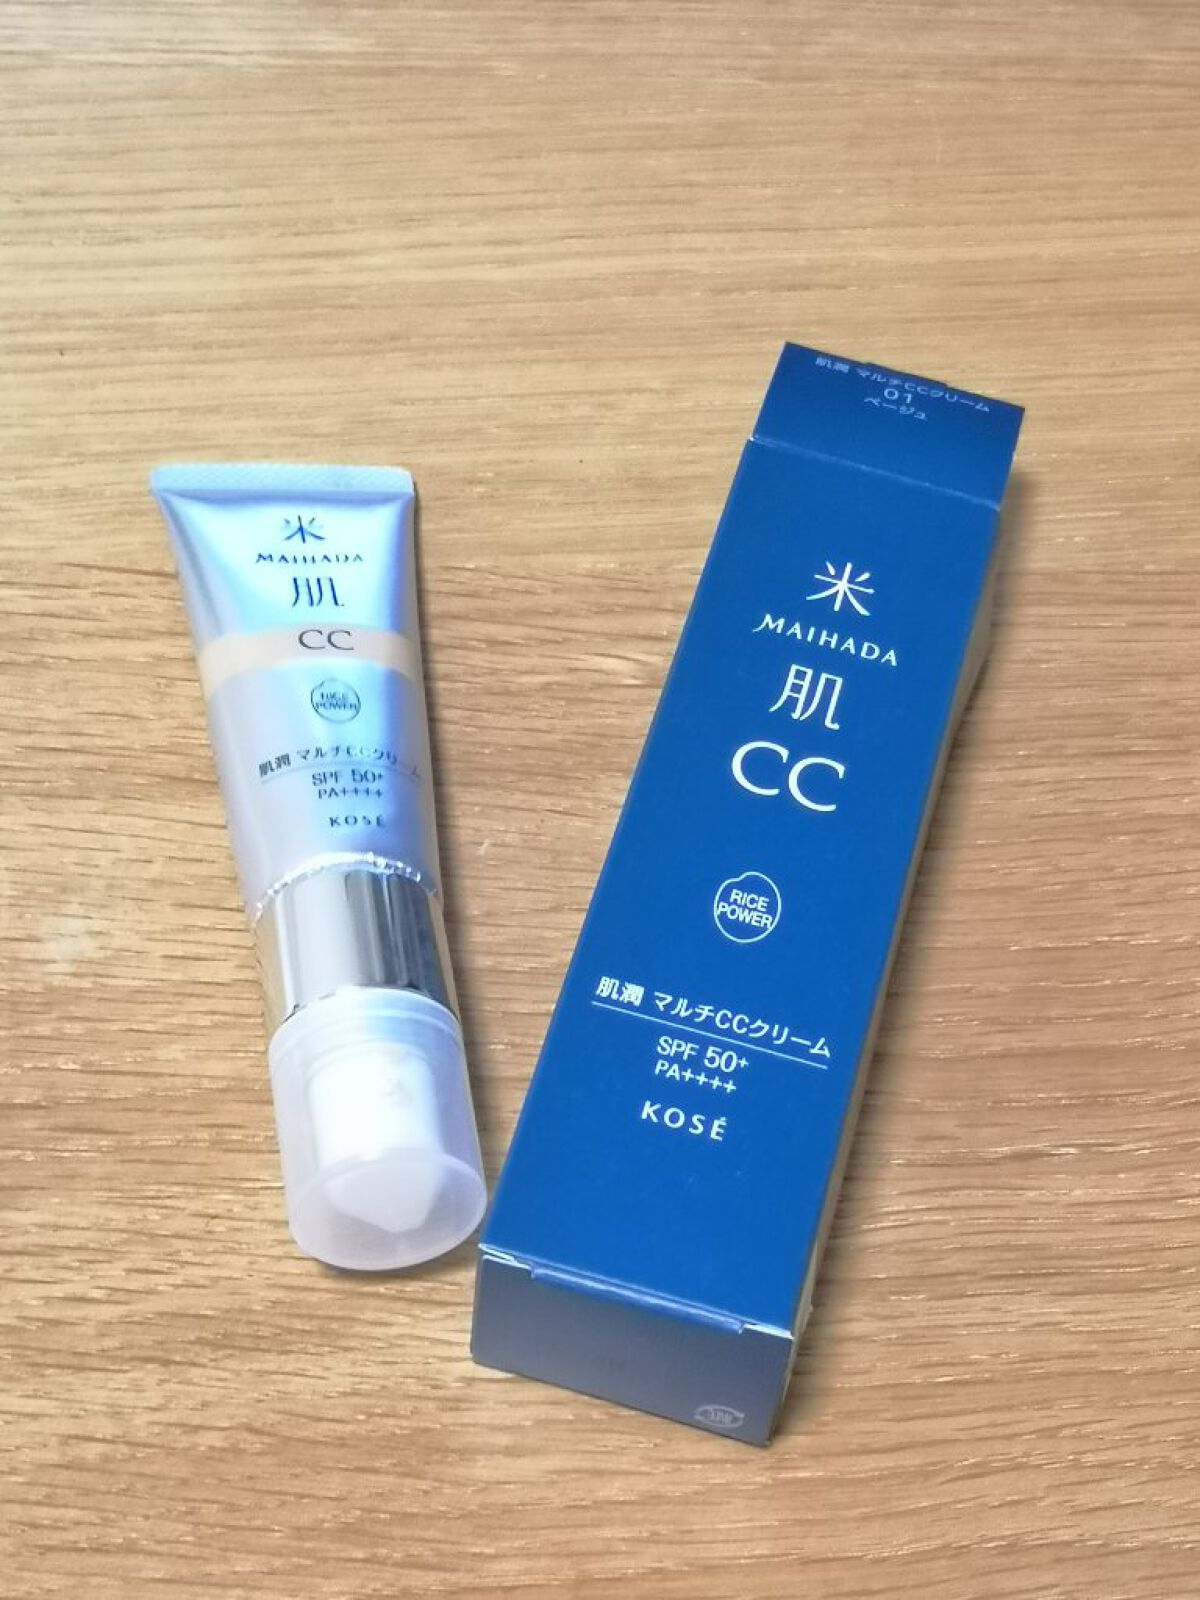 米
MAIHADA
肌
CC
RICE
POWER
肌潤 マルチCCクリーム
SPF 50+
PA++++
KOSÉ
肌潤 マルチCCクリーム
01
ベージュ
米
MAIHADA
肌
CC
RICE
POWER
肌潤 マルチCCクリーム
SPF 50+
PA++++
KOSÉ